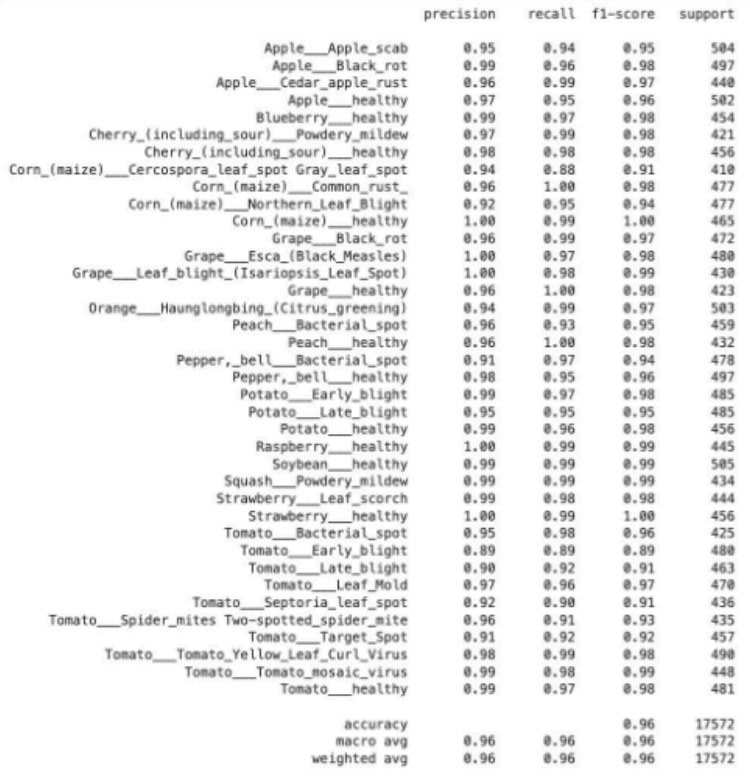 precision recall f1-score support
Apple___Apple_scab 0.95 0.94 0.95 504
Apple___Black_rot 0.99 0.96 0.98 497
Apple___Cedar_apple_rust 0.96 0.99 0.97 440
Apple___healthy 0.97 0.95 0.96 502
Blueberry___healthy 0.99 0.97 0.98 454
Cherry_(including_sour)___Powdery_mildew 0.97 0.99 0.98 421
Cherry_(including_sour)___healthy 0.98 0.98 0.98 456
Corn_(maize)___Cercospora_leaf_spot Gray_leaf_spot 0.94 0.88 0.91 410
Corn_(maize)___Common_rust_ 0.96 1.00 0.98 477
Corn_(maize)___Northern_Leaf_Blight 0.92 0.95 0.94 477
Corn_(maize)___healthy 1.00 0.99 1.00 465
Grape___Black_rot 0.96 0.99 0.97 472
Grape___Esca_(Black_Measles) 1.00 0.97 0.98 480
Grape___Leaf_blight_(Isariopsis_Leaf_Spot) 1.00 0.98 0.99 430
Grape___healthy 0.96 1.00 0.98 423
Orange___Haunglongbing_(Citrus_greening) 0.94 0.99 0.97 503
Peach___Bacterial_spot 0.96 0.93 0.95 459
Peach___healthy 0.96 1.00 0.98 432
Pepper,_bell___Bacterial_spot 0.91 0.97 0.94 478
Pepper,_bell___healthy 0.98 0.95 0.96 497
Potato___Early_blight 0.99 0.97 0.98 485
Potato___Late_blight 0.95 0.95 0.95 485
Potato___healthy 0.99 0.96 0.98 456
Raspberry___healthy 1.00 0.99 0.99 445
Soybean___healthy 0.99 0.99 0.99 505
Squash___Powdery_mildew 0.99 0.99 0.99 434
Strawberry___Leaf_scorch 0.99 0.98 0.98 444
Strawberry___healthy 1.00 0.99 1.00 456
Tomato___Bacterial_spot 0.95 0.98 0.96 425
Tomato___Early_blight 0.89 0.89 0.89 480
Tomato___Late_blight 0.90 0.92 0.91 463
Tomato___Leaf_Mold 0.97 0.96 0.97 470
Tomato___Septoria_leaf_spot 0.92 0.90 0.91 436
Tomato___Spider_mites Two-spotted_spider_mite 0.96 0.91 0.93 435
Tomato___Target_Spot 0.91 0.92 0.92 457
Tomato___Tomato_Yellow_Leaf_Curl_Virus 0.98 0.99 0.98 490
Tomato___Tomato_mosaic_virus 0.99 0.98 0.99 448
Tomato___healthy 0.99 0.97 0.98 481
accuracy 0.96 17572
macro avg 0.96 0.96 0.96 17572
weighted avg 0.96 0.96 0.96 17572